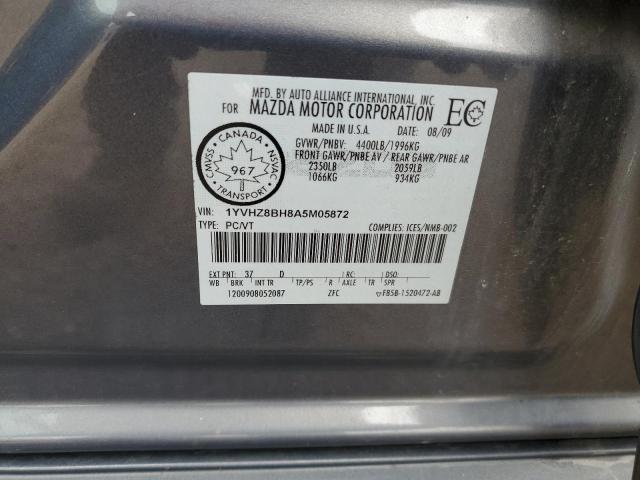 MFD. BY AUTO ALLIANCE INTERNATIONAL, INC.
FOR MAZDA MOTOR CORPORATION EC
MADE IN U.S.A. DATE: 08/09
GVWR/PNBV: 4400LB/1996KG
FRONT GAWR/PNBE AV / REAR GAWR/PNBE AR
2350LB 2059LB
1066KG 934KG
CANADA
CMVSS NSVAC
967
TRANSPORT
VIN: 1YVHZ8BH8A5M05872
TYPE: PC/VT COMPLIES: ICES/NMB-002
EXT PNT: 37 D RC: DSO:
WB BRK INT TR TP/PS R AXLE TR SPR
1200908052087 ZFC FB5B-1520472-AB